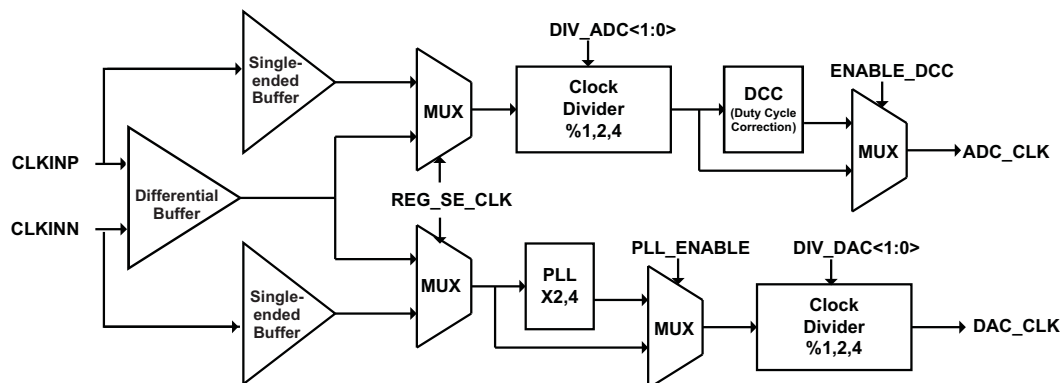 DIV_ADC<1:0>
Single-
ended
Buffer
MUX
Clock
Divider
%1,2,4
DCC
(Duty Cycle
Correction)
ENABLE_DCC
MUX
ADC_CLK
CLKINP
Differential
Buffer
CLKINN
REG_SE_CLK
Single-
ended
Buffer
MUX
PLL
X2,4
PLL_ENABLE
MUX
DIV_DAC<1:0>
Clock
Divider
%1,2,4
DAC_CLK